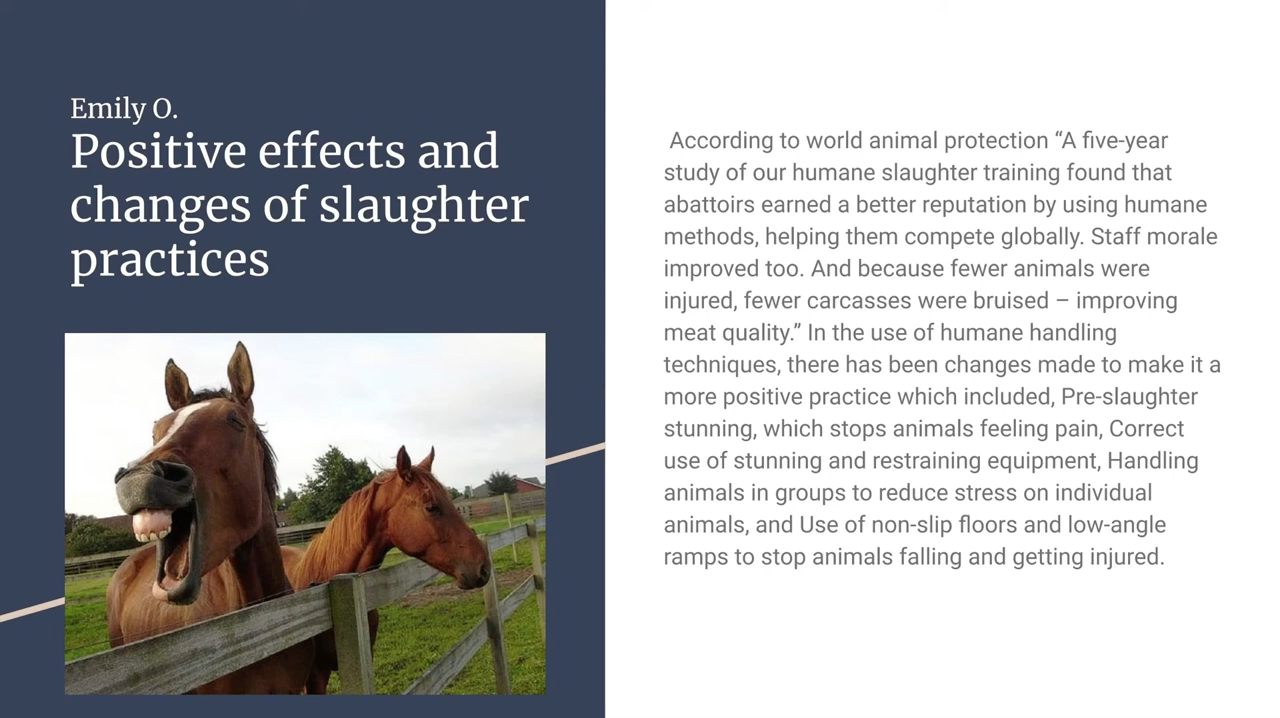 Emily O.
Positive effects and
changes of slaughter
practices
According to world animal protection “A five-year
study of our humane slaughter training found that
abattoirs earned a better reputation by using humane
methods, helping them compete globally. Staff morale
improved too. And because fewer animals were
injured, fewer carcasses were bruised – improving
meat quality.” In the use of humane handling
techniques, there has been changes made to make it a
more positive practice which included, Pre-slaughter
stunning, which stops animals feeling pain, Correct
use of stunning and restraining equipment, Handling
animals in groups to reduce stress on individual
animals, and Use of non-slip floors and low-angle
ramps to stop animals falling and getting injured.